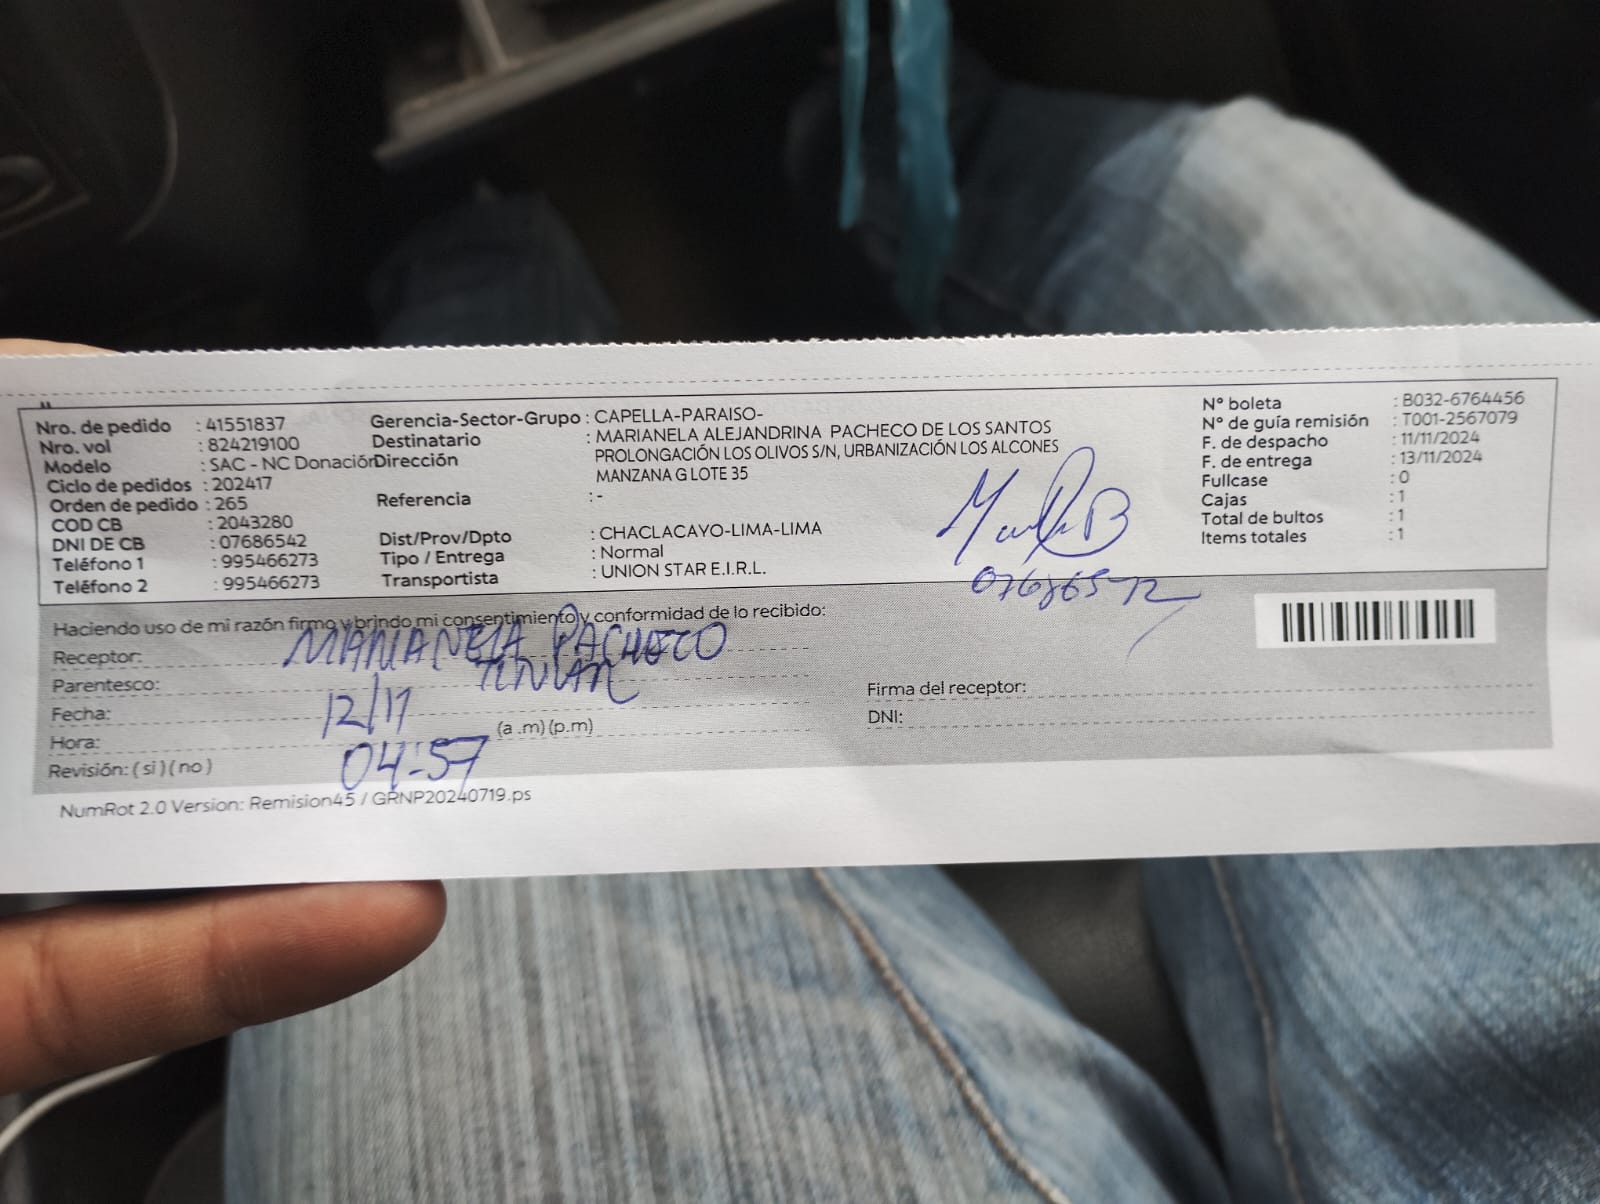 Nro. de pedido : 41551837
Nro. vol : 824219100
Modelo : SAC - NC Donación
Ciclo de pedidos : 202417
Orden de pedido : 265
COD CB : 2043280
DNI DE CB : 07686542
Teléfono 1 : 995466273
Teléfono 2 : 995466273
Gerencia-Sector-Grupo : CAPELLA-PARAISO-
Destinatario : MARIANELA ALEJANDRINA PACHECO DE LOS SANTOS
Dirección PROLONGACIÓN LOS OLIVOS S/N, URBANIZACIÓN LOS ALCONES
MANZANA G LOTE 35
Referencia : -
Dist/Prov/Dpto : CHACLACAYO-LIMA-LIMA
Tipo / Entrega : Normal
Transportista : UNION STAR E.I.R.L.
N° boleta : B032-6764456
N° de guía remisión : T001-2567079
F. de despacho : 11/11/2024
F. de entrega : 13/11/2024
Fullcase : 0
Cajas : 1
Total de bultos : 1
Items totales : 1
Haciendo uso de mi razón firmo y brindo mi consentimiento y conformidad de lo recibido:
Receptor: MARIANELA PACHECO
Parentesco:
Fecha: 12/11
Hora: 04:57 (a .m) (p.m)
Revisión: ( si ) ( no )
Firma del receptor:
DNI:
NumRot 2.0 Version: Remision45 / GRNP20240719.ps